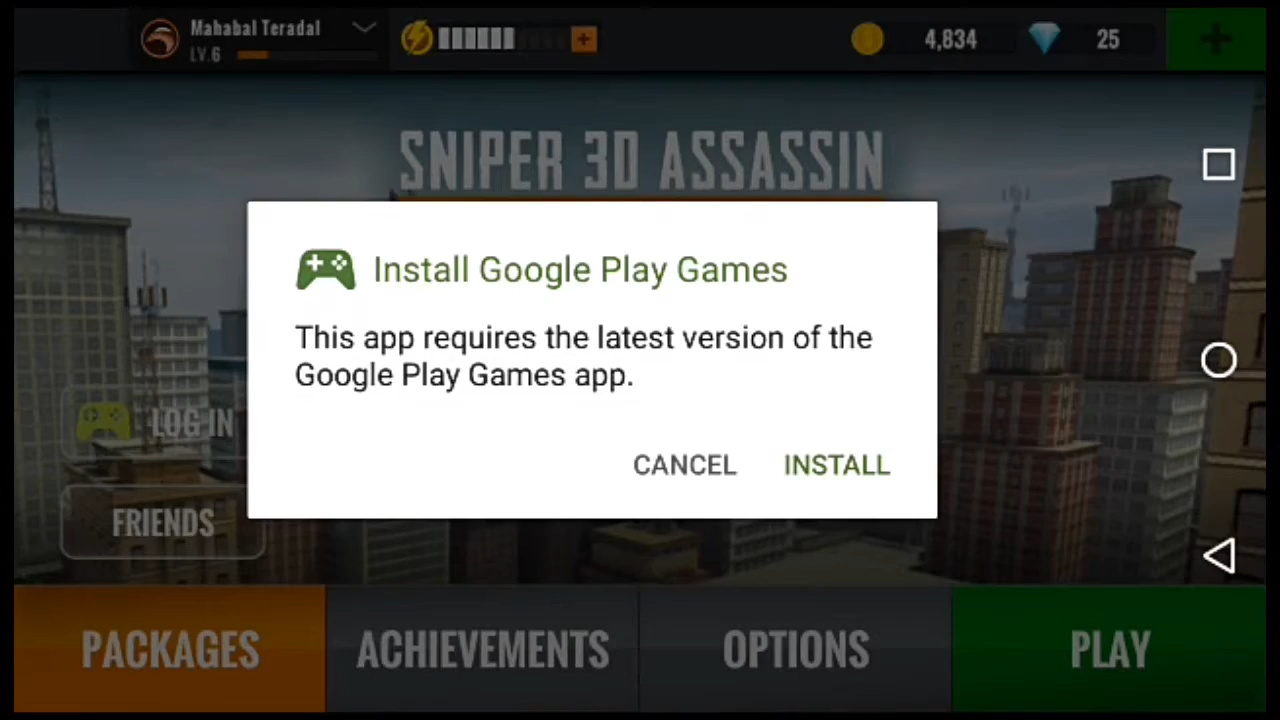 Mahabal Teradal
LV.6
4,834
25
SNIPER 3D ASSASSIN
Install Google Play Games
This app requires the latest version of the
Google Play Games app.
CANCEL INSTALL
LOG IN
FRIENDS
PACKAGES ACHIEVEMENTS OPTIONS PLAY